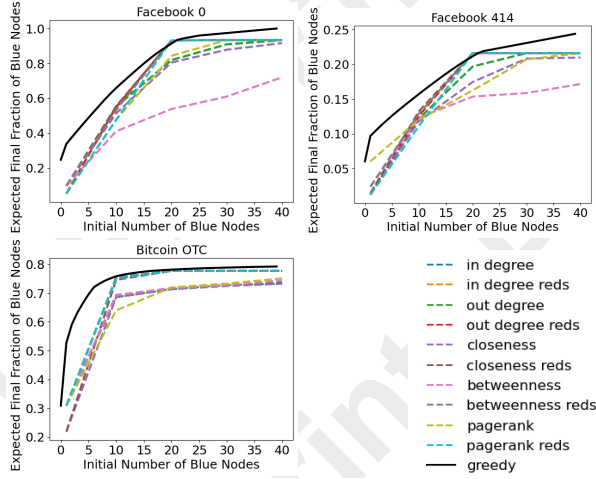 Facebook 0
Expected Final Fraction of Blue Nodes
1.0
0.8
0.6
0.4
0.2
0 5 10 15 20 25 30 35 40
Initial Number of Blue Nodes
Facebook 414
Expected Final Fraction of Blue Nodes
0.25
0.20
0.15
0.10
0.05
0 5 10 15 20 25 30 35 40
Initial Number of Blue Nodes
Bitcoin OTC
Expected Final Fraction of Blue Nodes
0.8
0.7
0.6
0.5
0.4
0.3
0.2
0 5 10 15 20 25 30 35 40
Initial Number of Blue Nodes
in degree
in degree reds
out degree
out degree reds
closeness
closeness reds
betweenness
betweenness reds
pagerank
pagerank reds
greedy